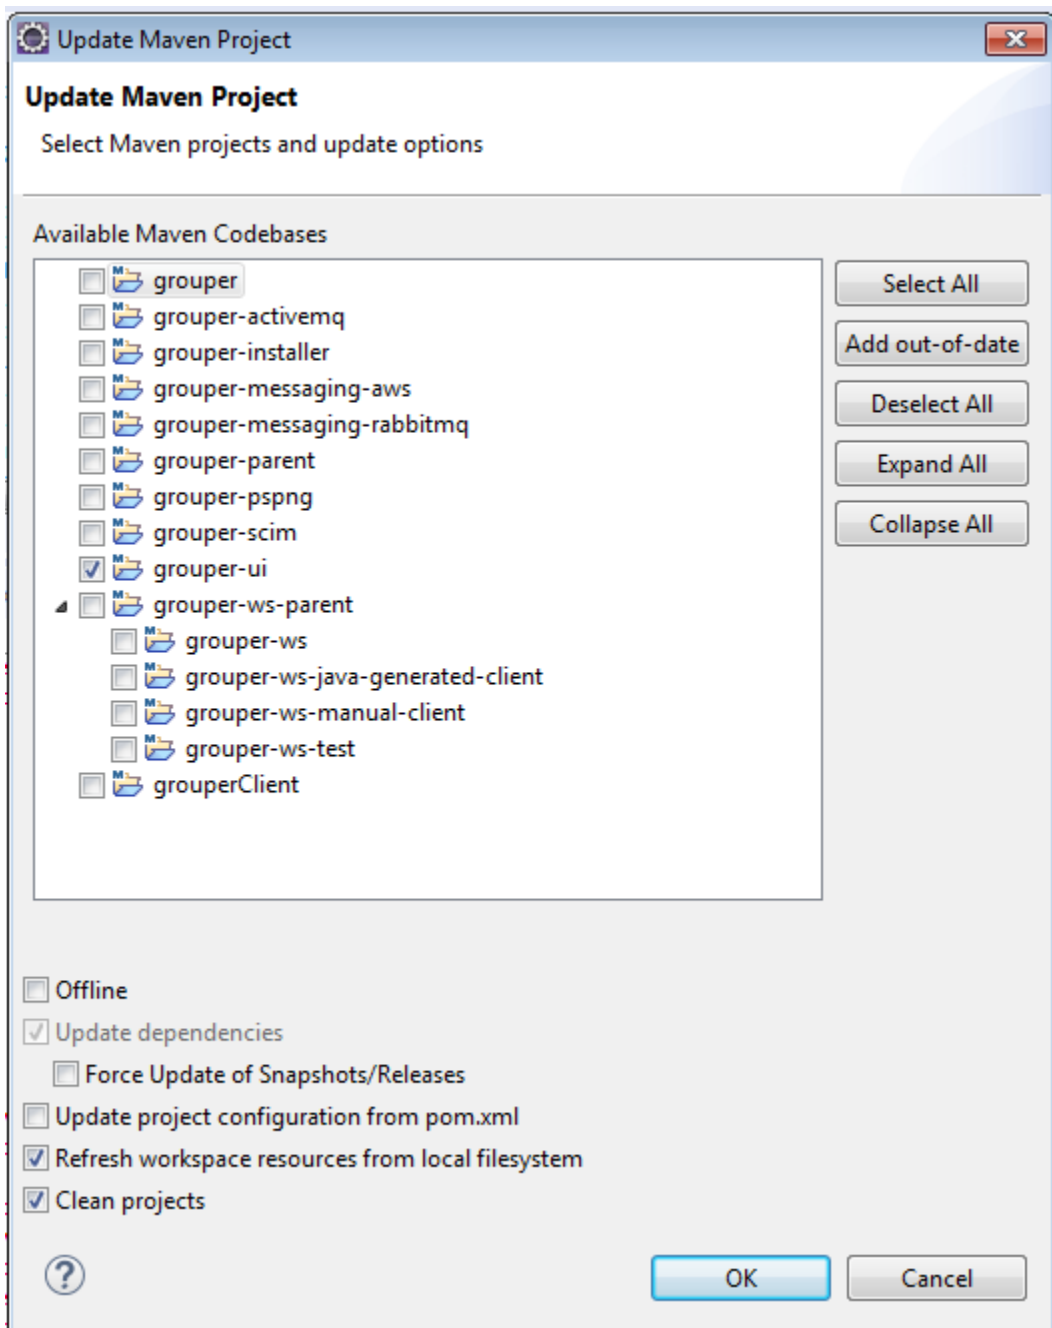 Update Maven Project
Update Maven Project
Select Maven projects and update options
Available Maven Codebases
grouper
grouper-activemq
grouper-installer
grouper-messaging-aws
grouper-messaging-rabbitmq
grouper-parent
grouper-pspng
grouper-scim
grouper-ui
grouper-ws-parent
grouper-ws
grouper-ws-java-generated-client
grouper-ws-manual-client
grouper-ws-test
grouperClient
Select All
Add out-of-date
Deselect All
Expand All
Collapse All
Offline
Update dependencies
Force Update of Snapshots/Releases
Update project configuration from pom.xml
Refresh workspace resources from local filesystem
Clean projects
OK Cancel